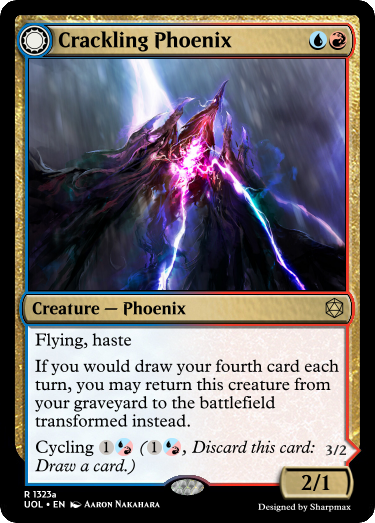 Crackling Phoenix
Creature — Phoenix
Flying, haste
If you would draw your fourth card each
turn, you may return this creature from
your graveyard to the battlefield
transformed instead.
Cycling 1 (1, Discard this card:
Draw a card.)
3/2
2/1
R 1323a
UOL • EN Aaron Nakahara
Designed by Sharpmax